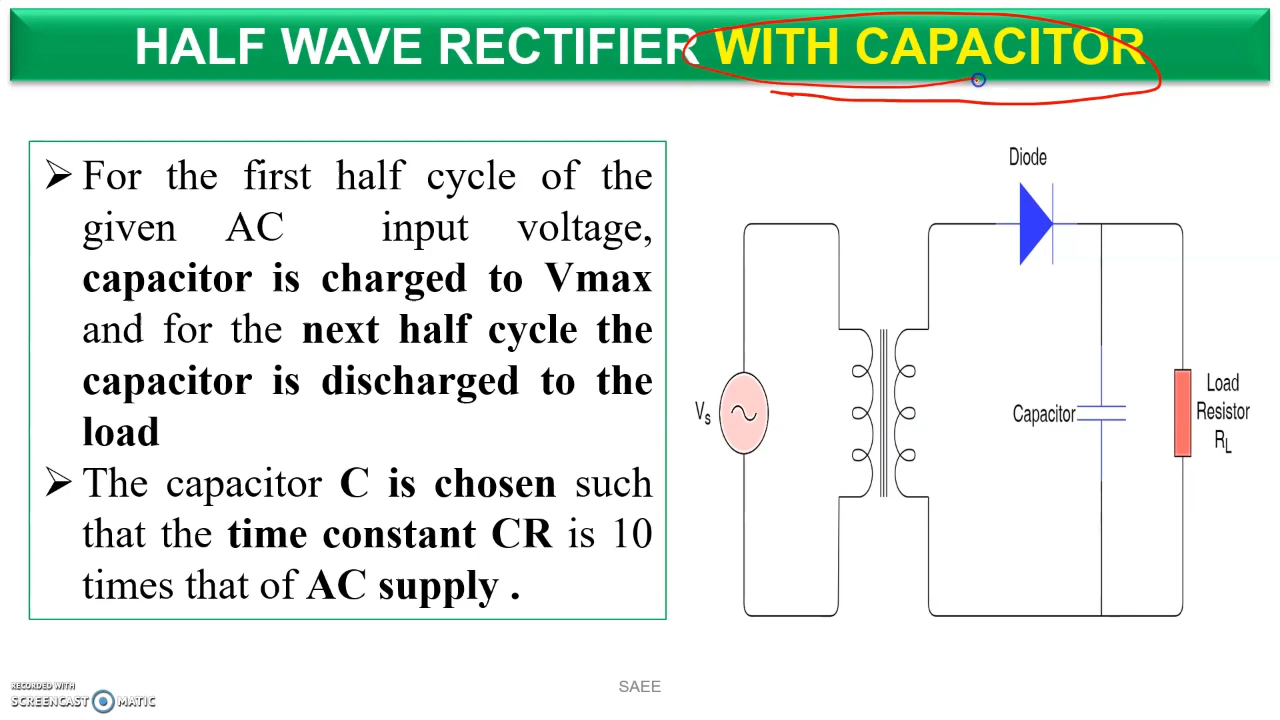 HALF WAVE RECTIFIER WITH CAPACITOR
➢ For the first half cycle of the
given AC input voltage,
capacitor is charged to Vmax
and for the next half cycle the
capacitor is discharged to the
load
➢ The capacitor C is chosen such
that the time constant CR is 10
times that of AC supply .
Diode
Vs
Capacitor
Load
Resistor
RL
SAEE
RECORDED WITH
SCREENCAST MATIC